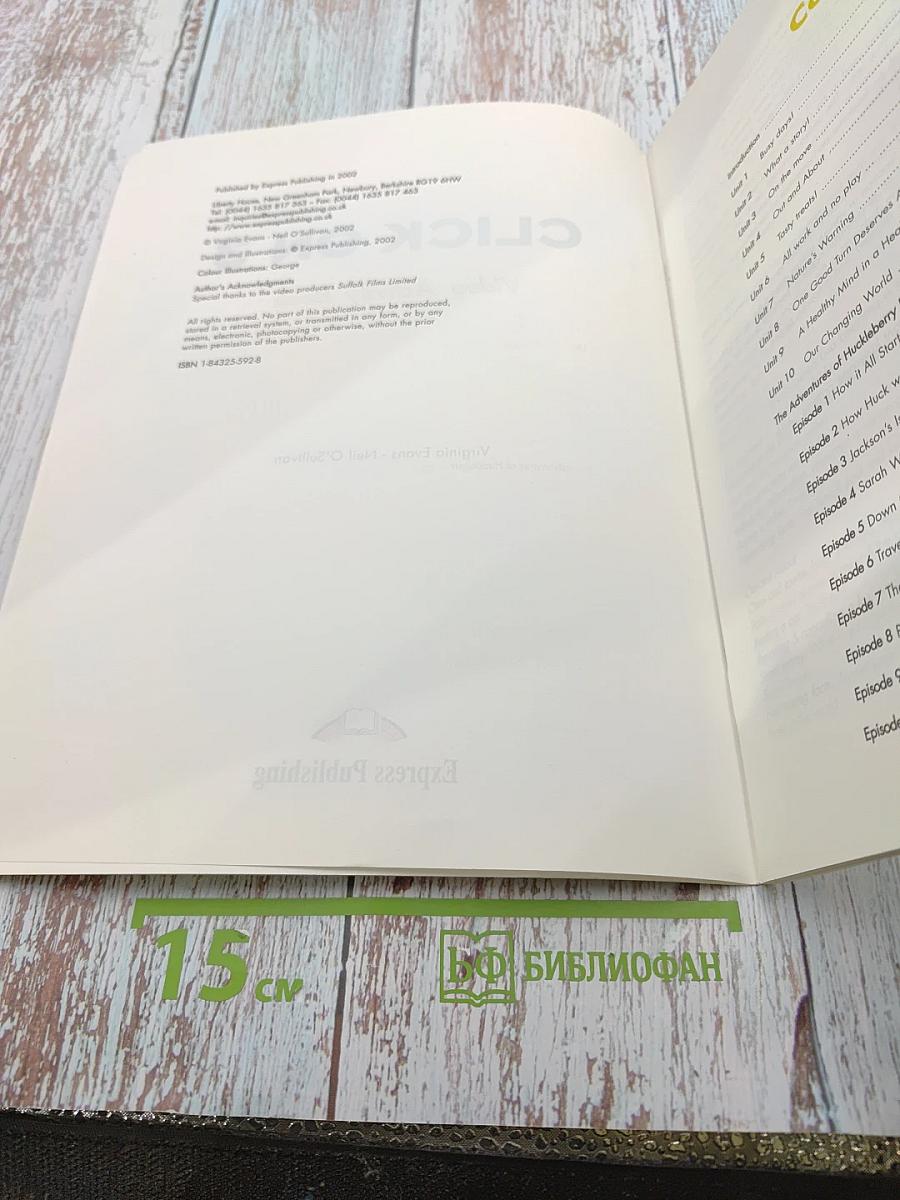 Published by Express Publishing in 2002
Liberty House, New Greenham Park, Newbury, Berkshire RG19 6HW
Tel: (0044) 1635 817 363 – Fax: (0044) 1635 817 463
e-mail: inquiries@expresspublishing.co.uk
http: //www.expresspublishing.co.uk
© Virginia Evans - Neil O'Sullivan, 2002
Design and Illustrations: © Express Publishing, 2002
Colour Illustrations: George
Author's Acknowledgments
Special thanks to the video producers Suffolk Films Limited
All rights reserved. No part of this publication may be reproduced,
stored in a retrieval system, or transmitted in any form, or by any
means, electronic, photocopying or otherwise, without the prior
written permission of the publishers.
ISBN 1-84325-592-8
CLICK
Virginia Evans - Neil O'Sullivan
Express Publishing
Introduction
Unit 1 Busy days!
Unit 2 What a story!
Unit 3 On the move
Unit 4 Out and About
Unit 5 Tasty treats!
Unit 6 All work and no play ...
Unit 7 Nature's Warning
Unit 8 One Good Turn Deserves
Unit 9 A Healthy Mind in a
Unit 10 Our Changing World
The Adventures of Huckleberry
Episode 1 How it All
Episode 2 How Huck
Episode 3 Jackson's
Episode 4 Sarah
Episode 5 Down
Episode 6
Episode 7
Episode 8
Episode
Episode
15 см
БФ БИБЛИОФАН